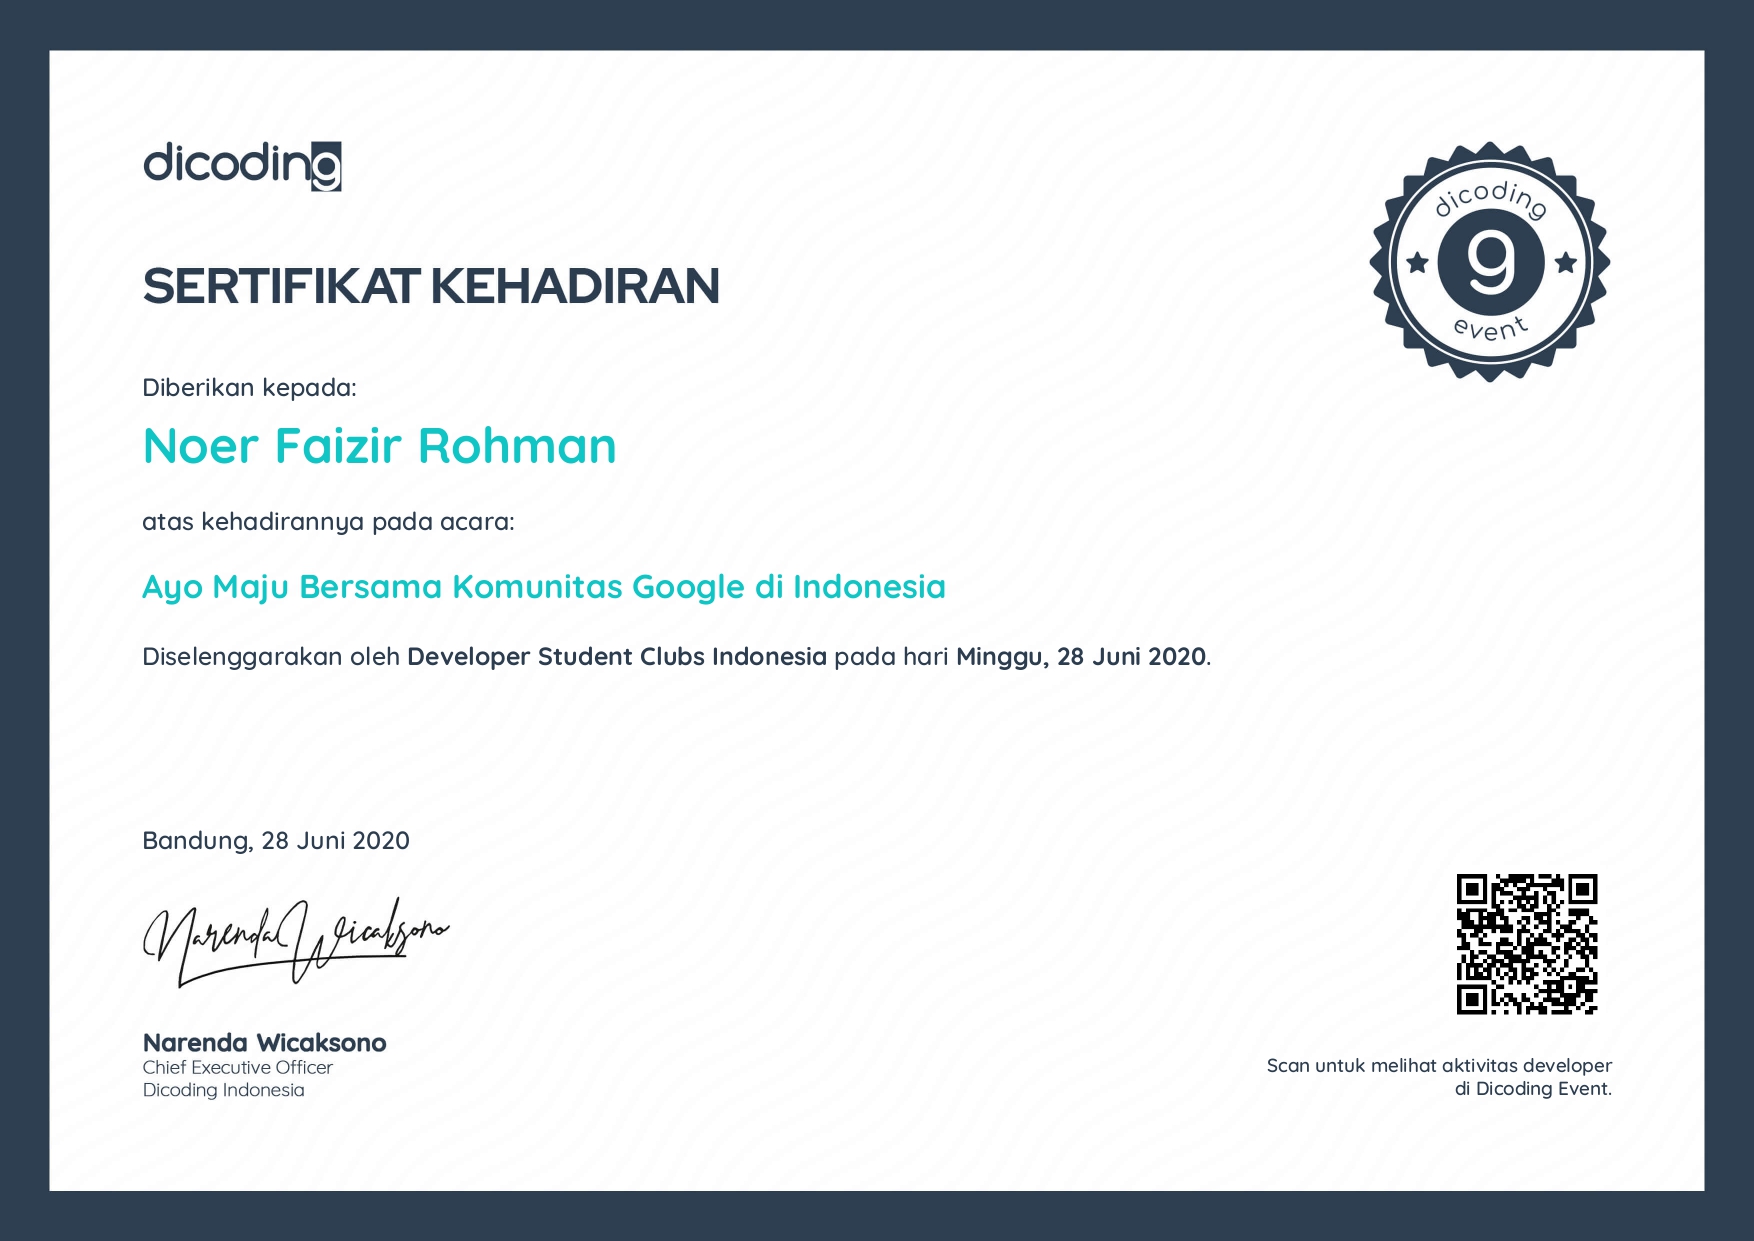 dicoding
dicoding
g
event
SERTIFIKAT KEHADIRAN
Diberikan kepada:
Noer Faizir Rohman
atas kehadirannya pada acara:
Ayo Maju Bersama Komunitas Google di Indonesia
Diselenggarakan oleh Developer Student Clubs Indonesia pada hari Minggu, 28 Juni 2020.
Bandung, 28 Juni 2020
Narenda Wicaksono
Narenda Wicaksono
Chief Executive Officer
Dicoding Indonesia
Scan untuk melihat aktivitas developer
di Dicoding Event.